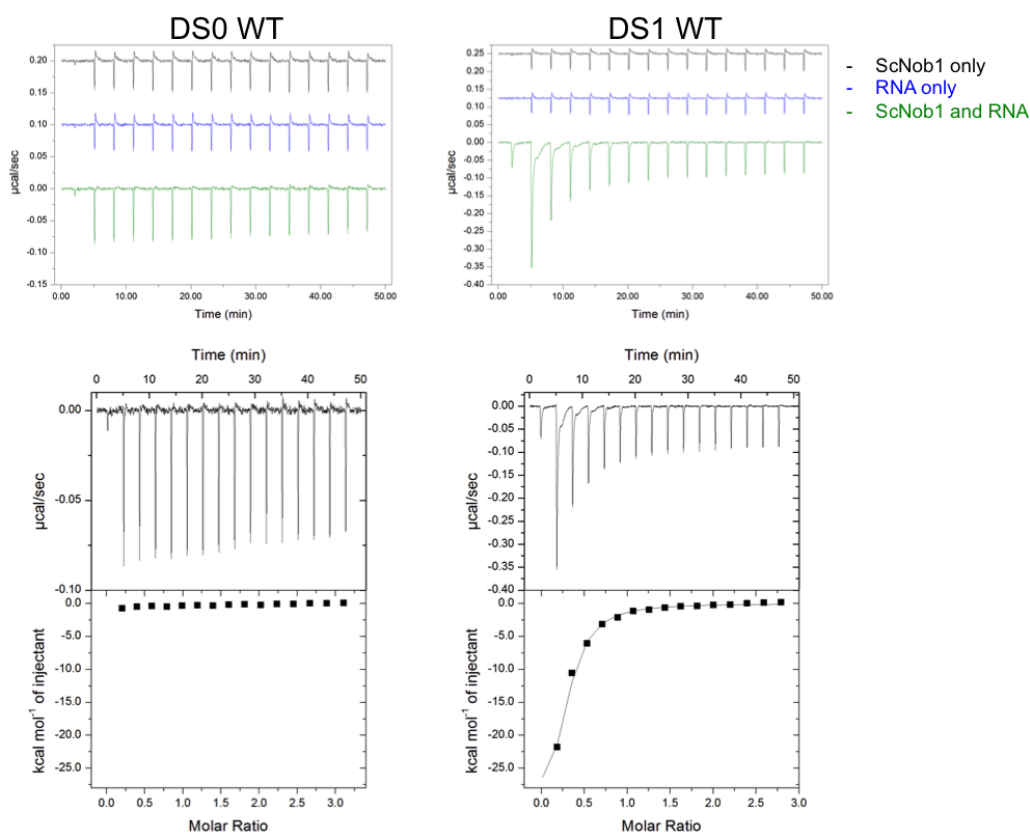 DS0 WT
DS1 WT
- ScNob1 only
- RNA only
- ScNob1 and RNA
µcal/sec
0.20
0.10
0.00
-0.05
-0.10
-0.15
0.00 10.00 20.00 30.00 40.00 50.00
Time (min)
µcal/sec
0.25
0.20
0.15
0.10
0.05
0.00
-0.05
-0.10
-0.15
-0.20
-0.25
-0.30
-0.35
-0.40
0.00 10.00 20.00 30.00 40.00 50.00
Time (min)
Time (min)
0 10 20 30 40 50
µcal/sec
0.00
-0.05
-0.10
kcal mol⁻¹ of injectant
0.0
-5.0
-10.0
-15.0
-20.0
-25.0
0.0 0.5 1.0 1.5 2.0 2.5 3.0
Molar Ratio
Time (min)
0 10 20 30 40 50
µcal/sec
0.00
-0.05
-0.10
-0.15
-0.20
-0.25
-0.30
-0.35
-0.40
kcal mol⁻¹ of injectant
0.0
-5.0
-10.0
-15.0
-20.0
-25.0
0.0 0.5 1.0 1.5 2.0 2.5 3.0
Molar Ratio